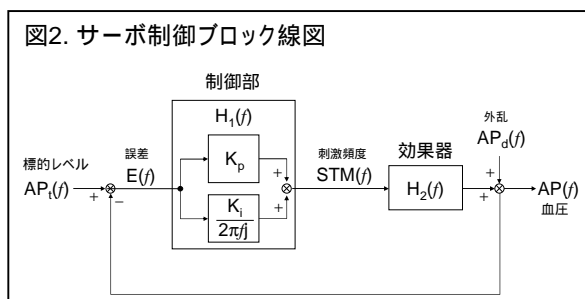 図2. サーボ制御ブロック線図
制御部
H₁(f)
標的レベル
APₜ(f)
+
−
誤差
E(f)
Kₚ
+
Kᵢ
2πfj
+
刺激頻度
STM(f)
効果器
H₂(f)
外乱
AP_d(f)
+
+
AP(f)
血圧